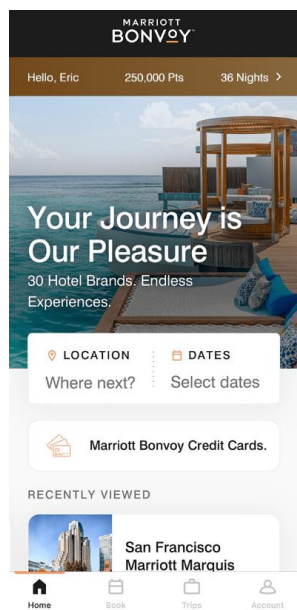 MARRIOTT
BONVOY
Hello, Eric 250,000 Pts 36 Nights >
Your Journey is
Our Pleasure
30 Hotel Brands. Endless
Experiences.
LOCATION DATES
Where next? Select dates
Marriott Bonvoy Credit Cards.
RECENTLY VIEWED
San Francisco
Marriott Marquis
Home Book Trips Account